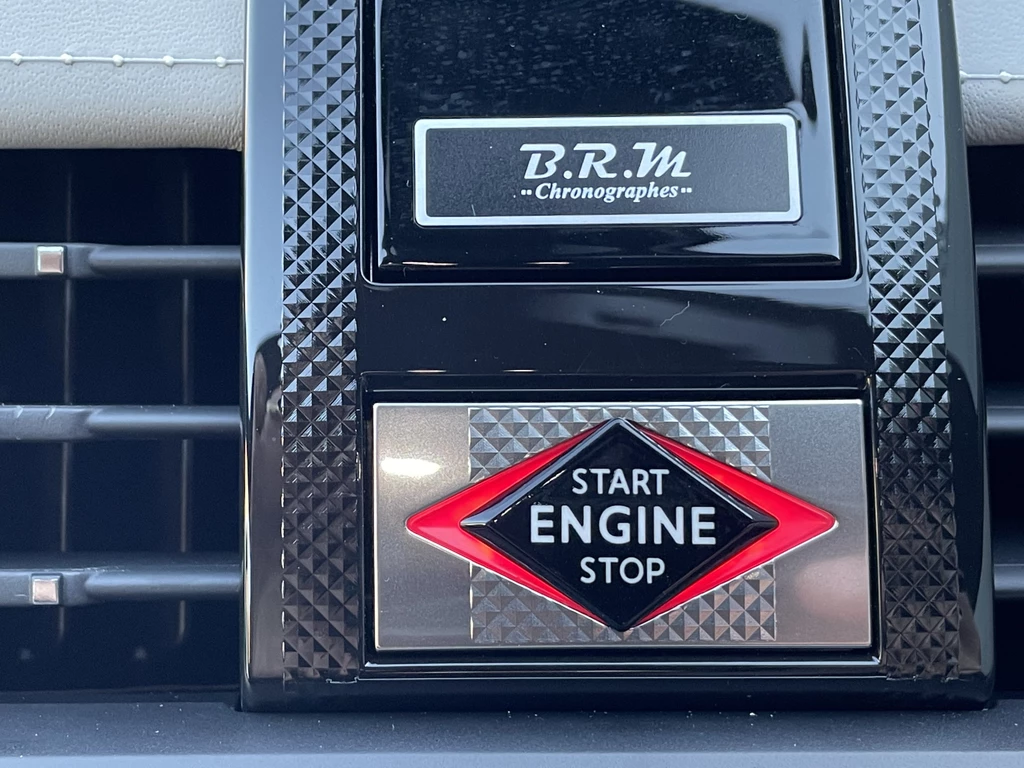 B.R.M
Chronographes
START
ENGINE
STOP